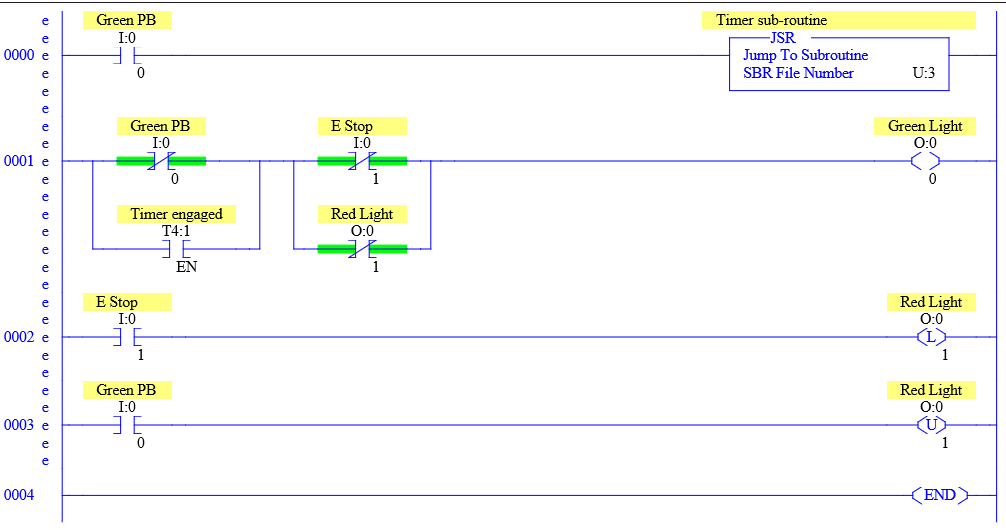 e
Green PB
Timer sub-routine
e
I:0
JSR
0000
e
Jump To Subroutine
e
0
SBR File Number
U:3
e
e
e
Green PB
E Stop
Green Light
e
I:0
I:0
O:0
0001
e
e
0
1
0
e
e
Timer engaged
Red Light
e
T4:1
O:0
e
e
EN
1
e
e
E Stop
Red Light
e
I:0
O:0
0002
e
L
e
1
1
e
e
Green PB
Red Light
e
I:0
O:0
0003
e
U
e
0
1
e
0004
END